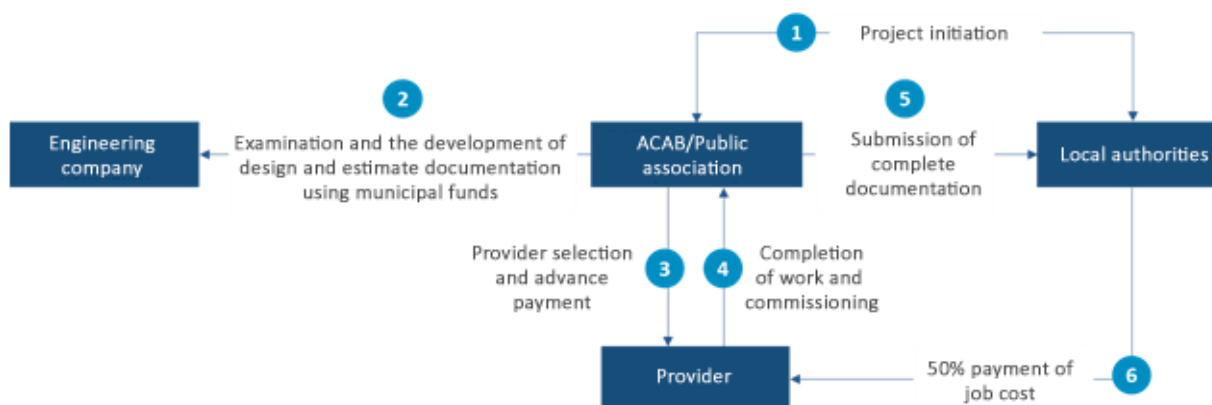 1
Project initiation
2
5
Engineering
company
Examination and the development of
design and estimate documentation
using municipal funds
ACAB/Public
association
Submission of
complete
documentation
Local authorities
Provider selection
and advance
payment
3
4
Completion
of work and
commissioning
Provider
50% payment of
job cost
6